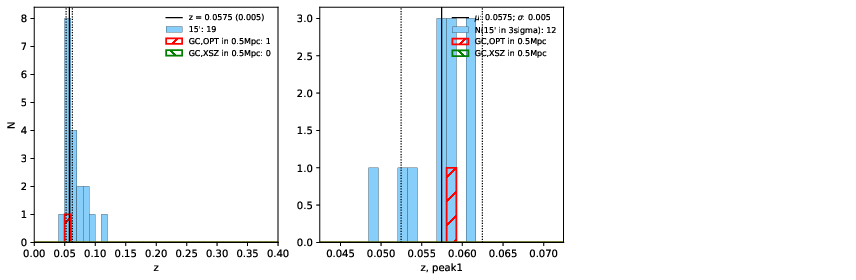 z = 0.0575 (0.005)
15': 19
GC,OPT in 0.5Mpc: 1
GC,XSZ in 0.5Mpc: 0
N
8
7
6
5
4
3
2
1
0
0.00 0.05 0.10 0.15 0.20 0.25 0.30 0.35 0.40
z
μ: 0.0575; σ 0.005
N(15' in 3sigma): 12
GC,OPT in 0.5Mpc
GC,XSZ in 0.5Mpc
3.0
2.5
2.0
1.5
1.0
0.5
0.0
0.045 0.050 0.055 0.060 0.065 0.070
z, peak1